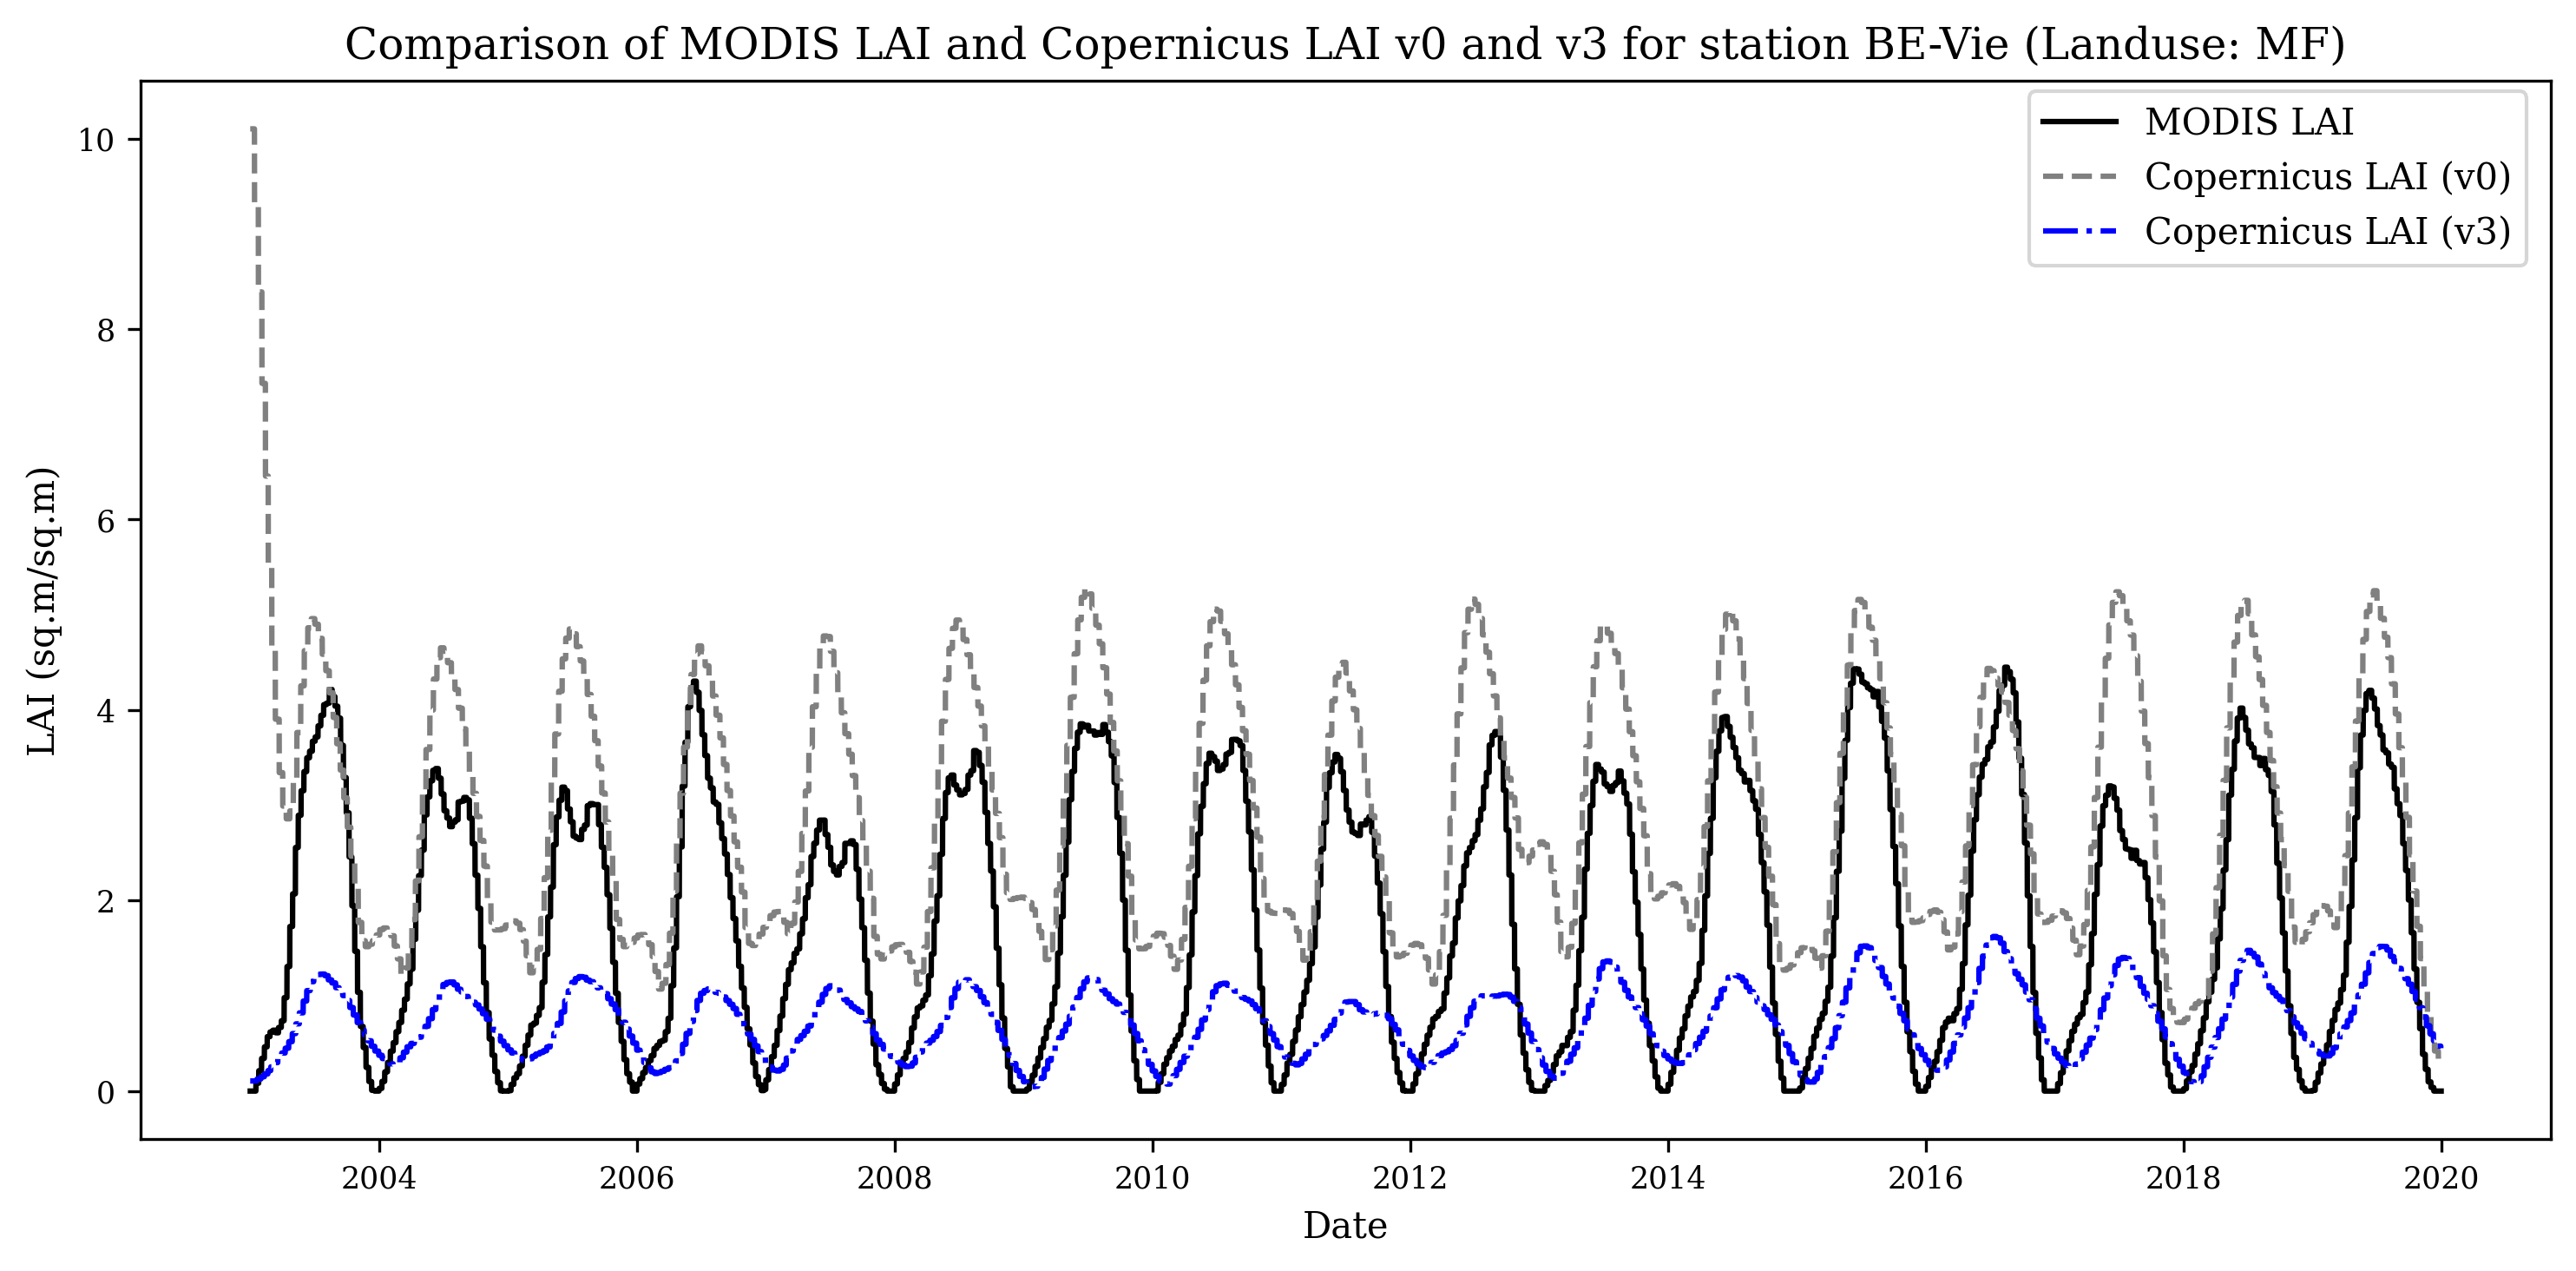 Comparison of MODIS LAI and Copernicus LAI v0 and v3 for station BE-Vie (Landuse: MF)
MODIS LAI
Copernicus LAI (v0)
Copernicus LAI (v3)
LAI (sq.m/sq.m)
10
8
6
4
2
0
2004 2006 2008 2010 2012 2014 2016 2018 2020
Date